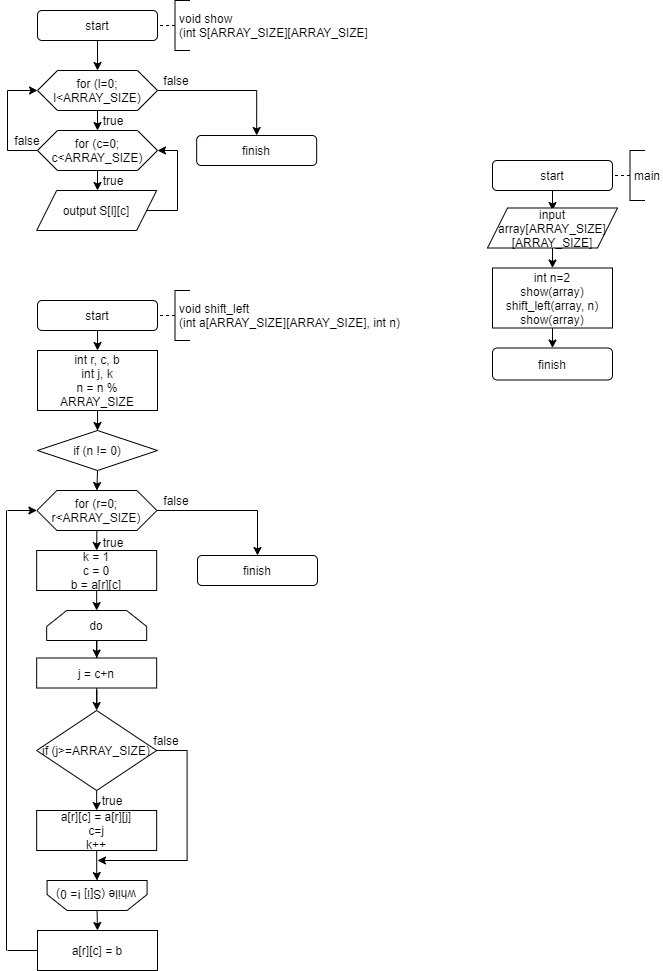 start
void show
(int S[ARRAY_SIZE][ARRAY_SIZE]
for (l=0;
l<ARRAY_SIZE)
false
true
false
for (c=0;
c<ARRAY_SIZE)
true
output S[l][c]
finish
start
main
input
array[ARRAY_SIZE]
[ARRAY_SIZE]
int n=2
show(array)
shift_left(array, n)
show(array)
finish
start
void shift_left
(int a[ARRAY_SIZE][ARRAY_SIZE], int n)
int r, c, b
int j, k
n = n %
ARRAY_SIZE
if (n != 0)
for (r=0;
r<ARRAY_SIZE)
false
true
finish
k = 1
c = 0
b = a[r][c]
do
j = c+n
if (j>=ARRAY_SIZE)
false
true
a[r][c] = a[r][j]
c=j
k++
while (S[i] != 0)
a[r][c] = b